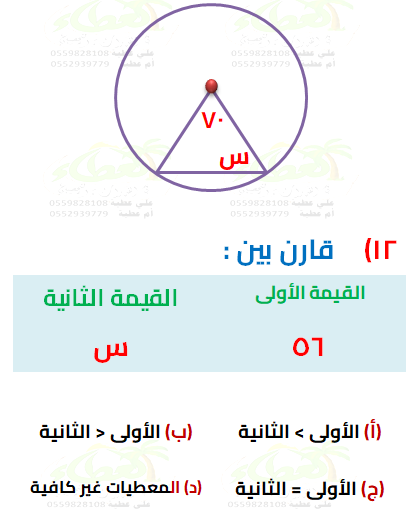 علي عطية 0559828108
ام عطية 0552939779
علي عطية 0559828108
ام عطية 0552939779
٧٠
س
علي عطية 0559828108
ام عطية 0552939779
علي عطية 0559828108
ام عطية 0552939779
١٢) قارن بين :
القيمة الأولى
القيمة الثانية
٥٦
س
(أ) الأولى > الثانية
(ب) الأولى < الثانية
(ج) الأولى = الثانية
(د) المعطيات غير كافية